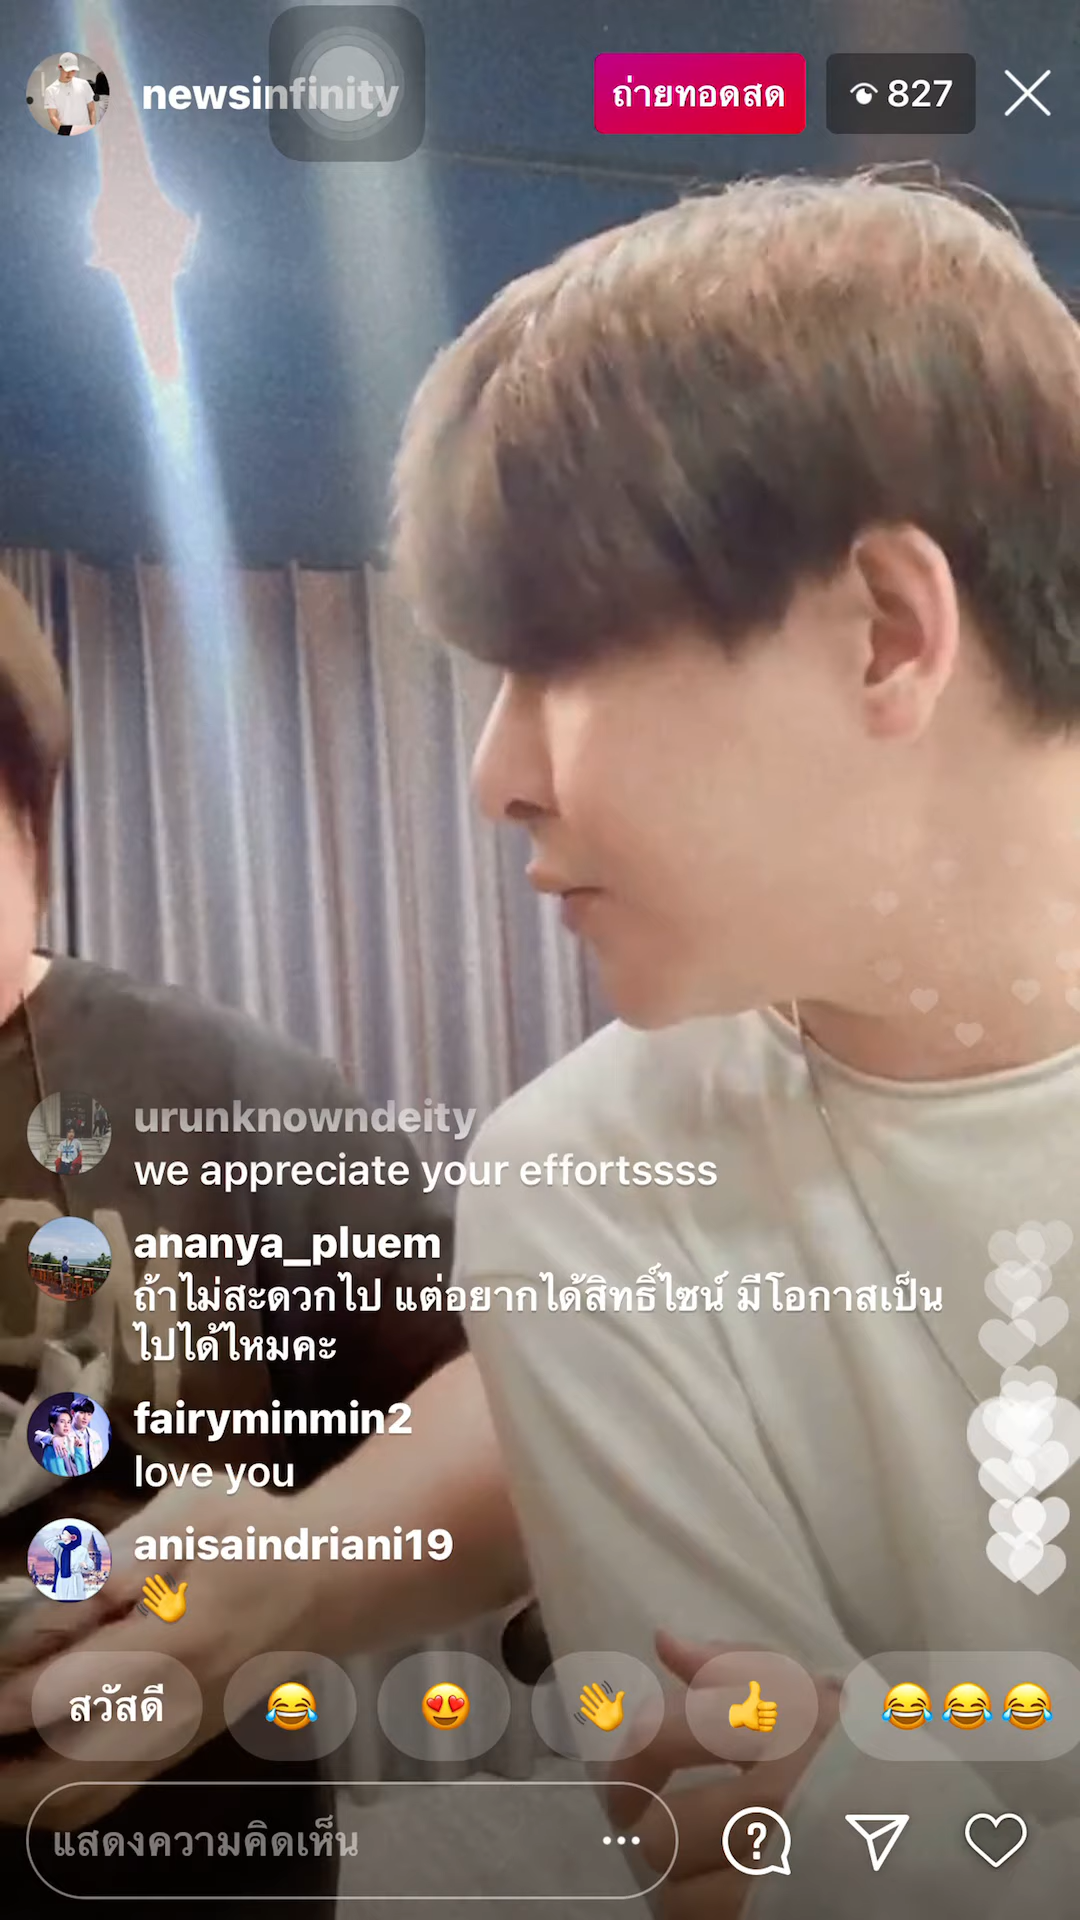 newsinfinity
ถ่ายทอดสด
827
urunknowndeity
we appreciate your effortssss
ananya_pluem
ถ้าไม่สะดวกไป แต่อยากได้สิทธิ์ไซน์ มีโอกาสเป็น
ไปได้ไหมคะ
fairyminmin2
love you
anisaindriani19
👋
สวัสดี 😂 😍 👋 👍 😂😂😂
แสดงความคิดเห็น